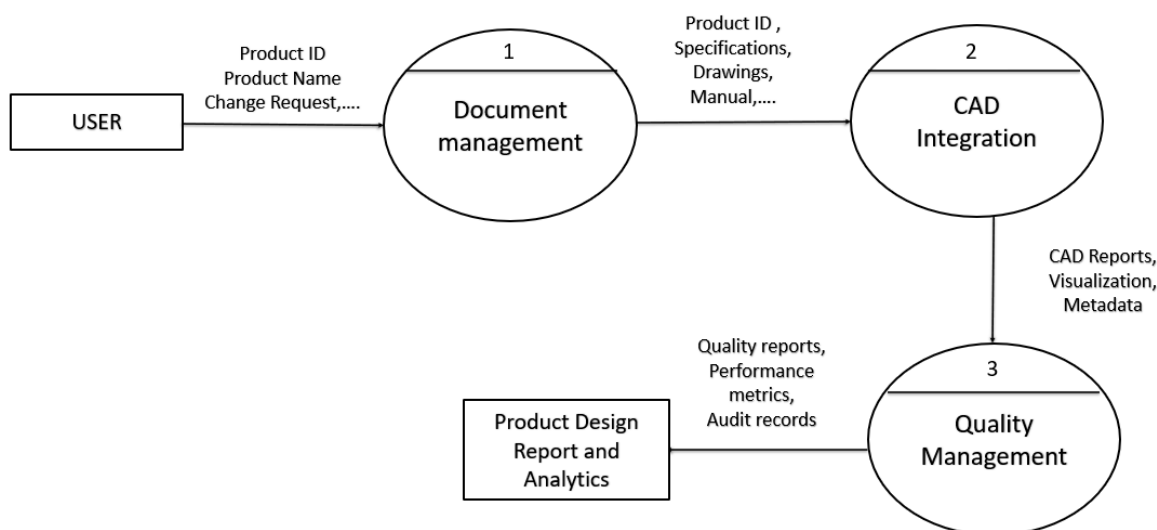 Product ID
Product Name
Change Request,....
USER
1
Document
management
Product ID ,
Specifications,
Drawings,
Manual,....
2
CAD
Integration
CAD Reports,
Visualization,
Metadata
3
Quality
Management
Quality reports,
Performance
metrics,
Audit records
Product Design
Report and
Analytics